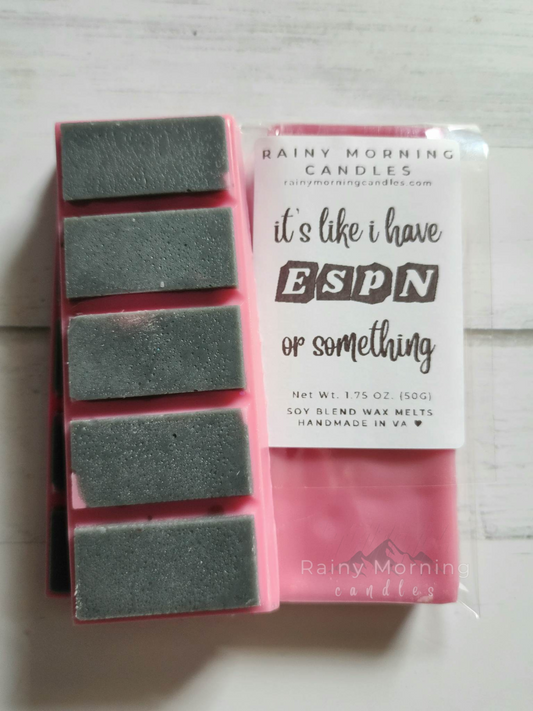 RAINY MORNING
CANDLES
rainymorningcandles.com
it's like i have
ESPN
or something
Net Wt. 1.75 OZ. (50G)
SOY BLEND WAX MELTS
HANDMADE IN VA ♥
Rainy Morning
candles